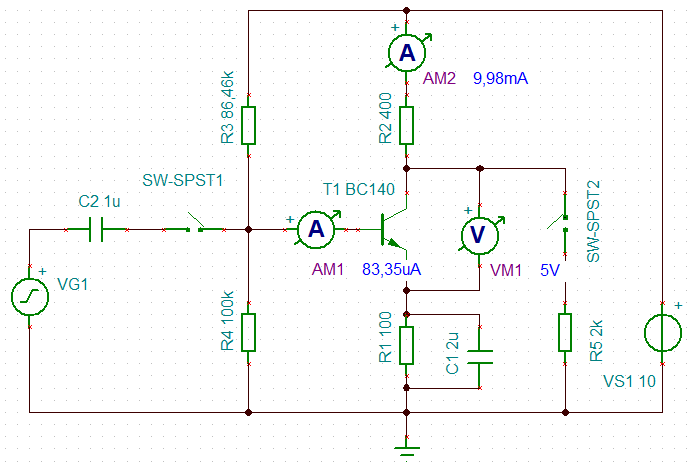 +
A
AM2 9,98mA
R3 86,46k
R2 400
SW-SPST1
T1 BC140
C2 1u
SW-SPST2
+
A
+
V
AM1 83,35uA
VM1 5V
+
VG1
R4 100k
R1 100
C1 2u
R5 2k
+
VS1 10